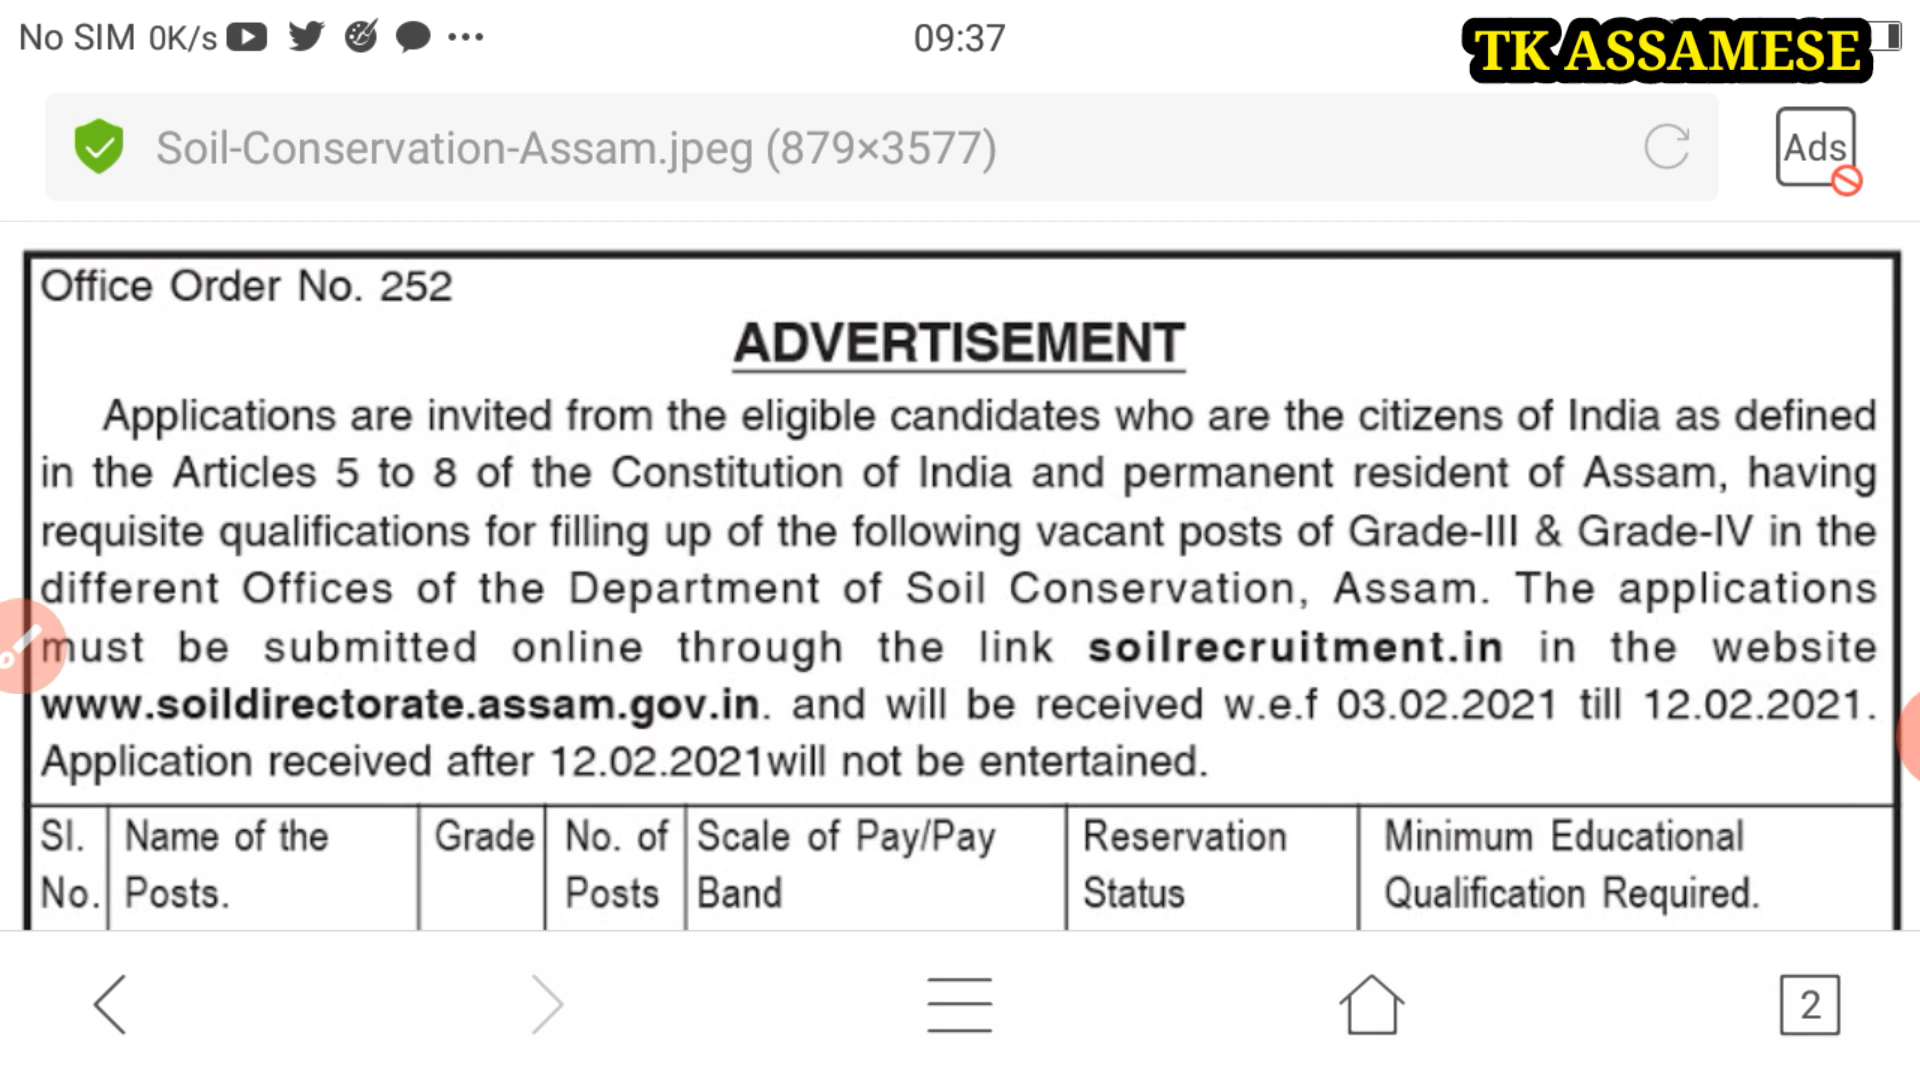 No SIM 0K/s ... 09:37
TK ASSAMESE
Soil-Conservation-Assam.jpeg (879×3577)
Ads
Office Order No. 252
ADVERTISEMENT
Applications are invited from the eligible candidates who are the citizens of India as defined
in the Articles 5 to 8 of the Constitution of India and permanent resident of Assam, having
requisite qualifications for filling up of the following vacant posts of Grade-III & Grade-IV in the
different Offices of the Department of Soil Conservation, Assam. The applications
must be submitted online through the link soilrecruitment.in in the website
www.soildirectorate.assam.gov.in. and will be received w.e.f 03.02.2021 till 12.02.2021.
Application received after 12.02.2021will not be entertained.
Sl. No. Name of the Posts. Grade No. of Posts Scale of Pay/Pay Band Reservation Status Minimum Educational Qualification Required.
2